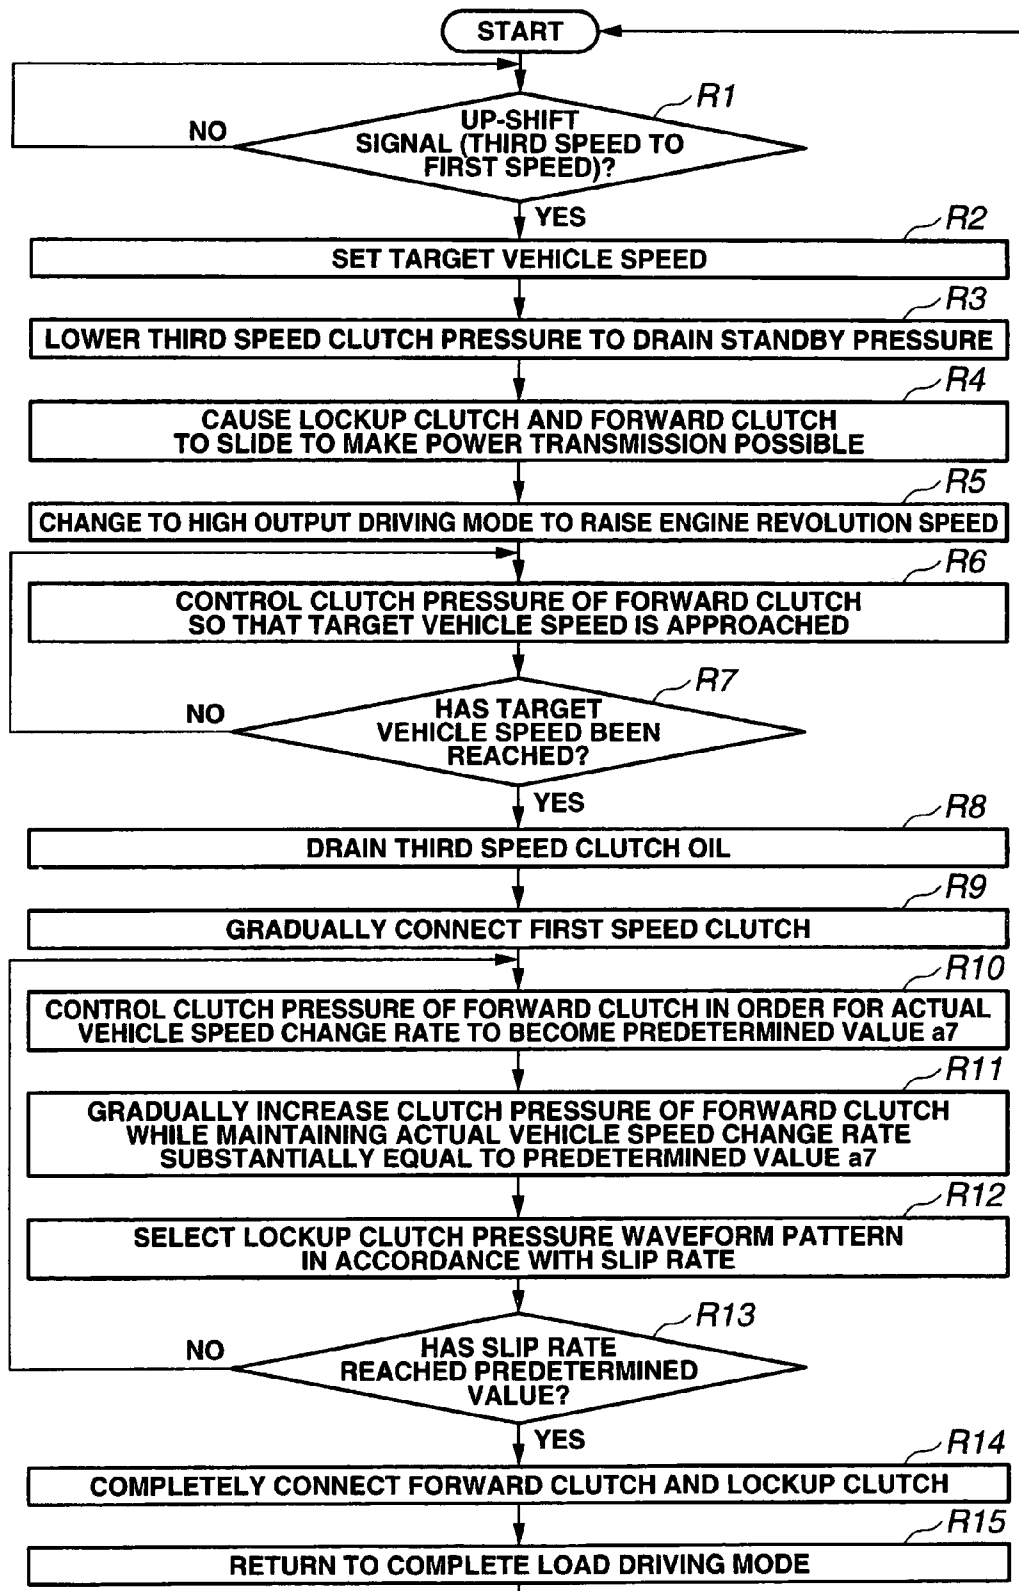 START
R1
UP-SHIFT
SIGNAL (THIRD SPEED TO
FIRST SPEED)?
NO
YES
R2
SET TARGET VEHICLE SPEED
R3
LOWER THIRD SPEED CLUTCH PRESSURE TO DRAIN STANDBY PRESSURE
R4
CAUSE LOCKUP CLUTCH AND FORWARD CLUTCH
TO SLIDE TO MAKE POWER TRANSMISSION POSSIBLE
R5
CHANGE TO HIGH OUTPUT DRIVING MODE TO RAISE ENGINE REVOLUTION SPEED
R6
CONTROL CLUTCH PRESSURE OF FORWARD CLUTCH
SO THAT TARGET VEHICLE SPEED IS APPROACHED
R7
HAS TARGET
VEHICLE SPEED BEEN
REACHED?
NO
YES
R8
DRAIN THIRD SPEED CLUTCH OIL
R9
GRADUALLY CONNECT FIRST SPEED CLUTCH
R10
CONTROL CLUTCH PRESSURE OF FORWARD CLUTCH IN ORDER FOR ACTUAL
VEHICLE SPEED CHANGE RATE TO BECOME PREDETERMINED VALUE a7
R11
GRADUALLY INCREASE CLUTCH PRESSURE OF FORWARD CLUTCH
WHILE MAINTAINING ACTUAL VEHICLE SPEED CHANGE RATE
SUBSTANTIALLY EQUAL TO PREDETERMINED VALUE a7
R12
SELECT LOCKUP CLUTCH PRESSURE WAVEFORM PATTERN
IN ACCORDANCE WITH SLIP RATE
R13
HAS SLIP RATE
REACHED PREDETERMINED
VALUE?
NO
YES
R14
COMPLETELY CONNECT FORWARD CLUTCH AND LOCKUP CLUTCH
R15
RETURN TO COMPLETE LOAD DRIVING MODE